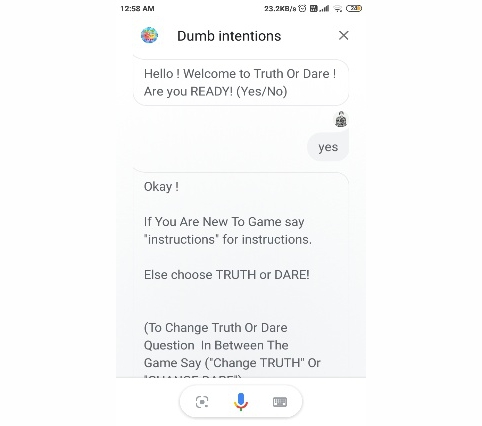 12:58 AM 23.2KB/s
Dumb intentions
Hello ! Welcome to Truth Or Dare !
Are you READY! (Yes/No)
yes
Okay !
If You Are New To Game say
"instructions" for instructions.
Else choose TRUTH or DARE!
(To Change Truth Or Dare
Question In Between The
Game Say ("Change TRUTH" Or
"CHANGE DARE")